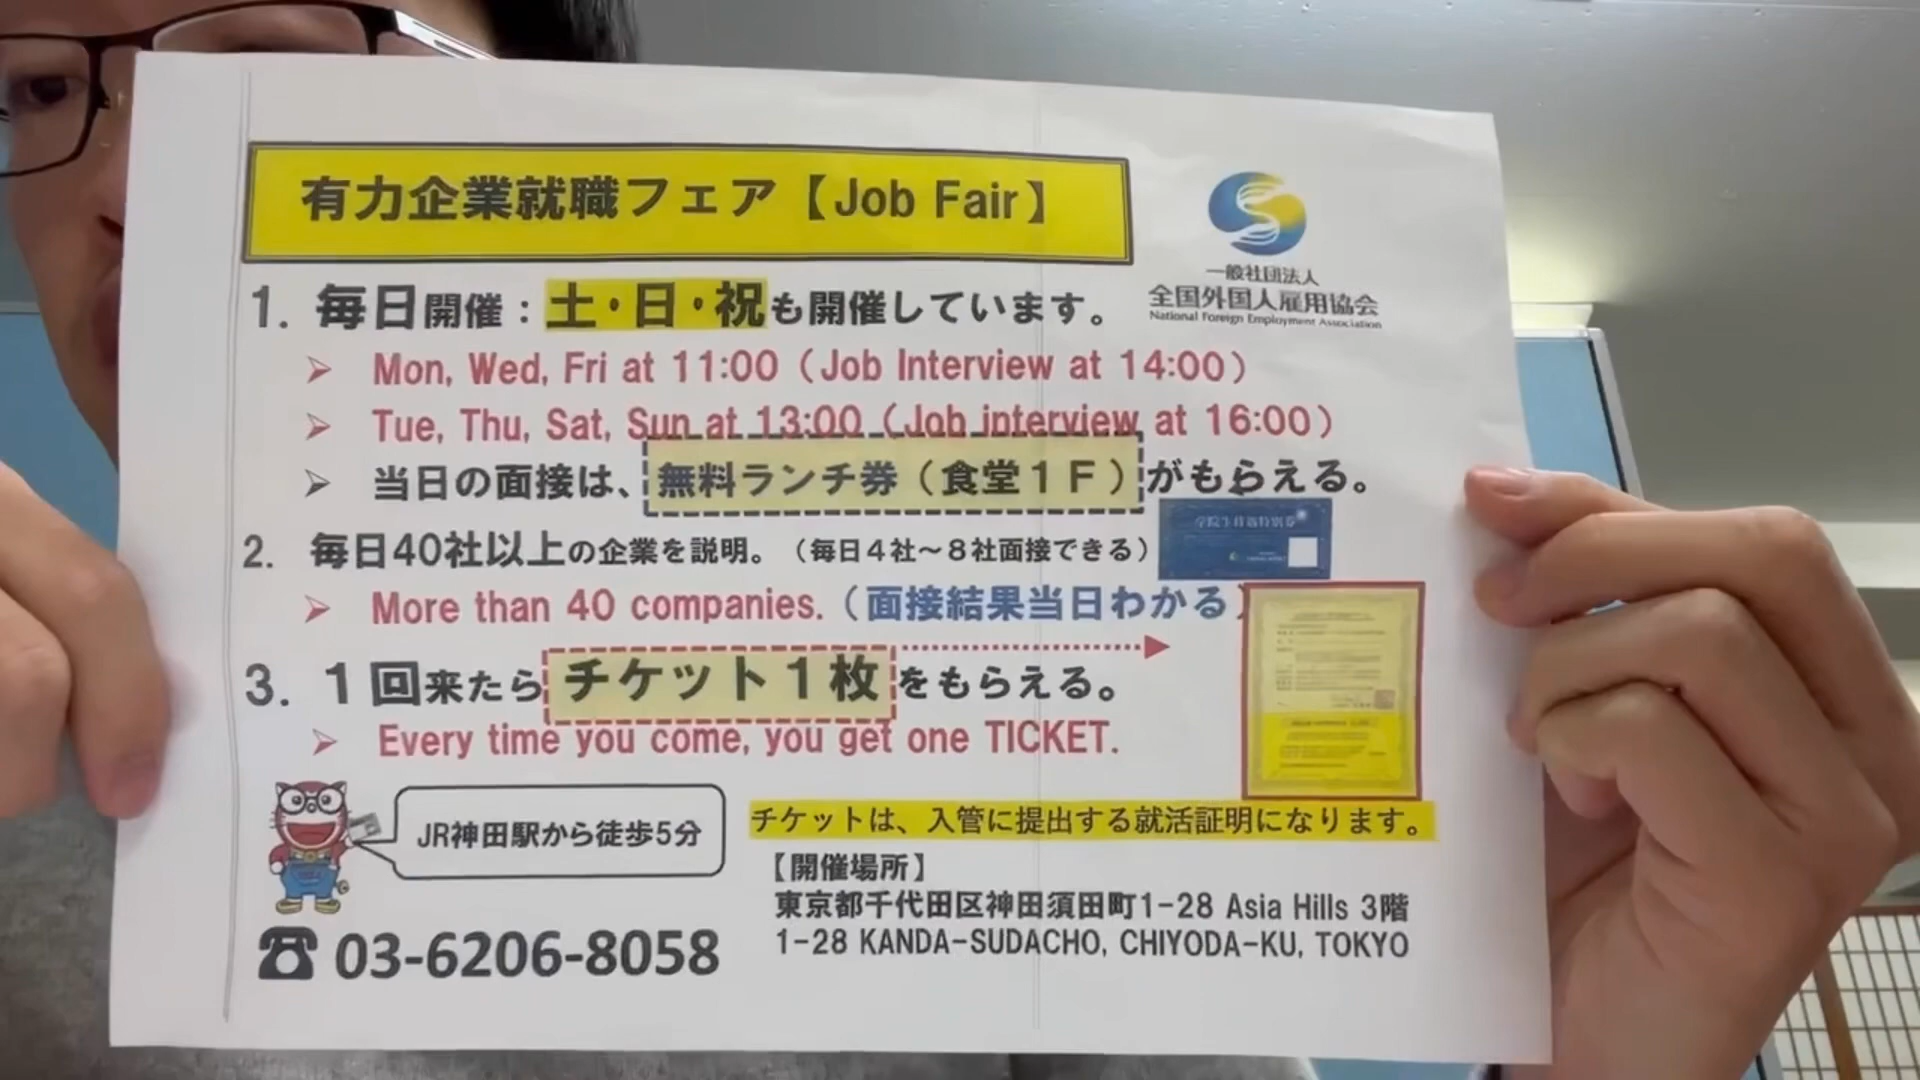 有力企業就職フェア【Job Fair】
一般社団法人
全国外国人雇用協会
National Foreign Employment Association
1. 毎日開催：土・日・祝も開催しています。
➢ Mon, Wed, Fri at 11:00（Job Interview at 14:00）
➢ Tue, Thu, Sat, Sun at 13:00（Job interview at 16:00）
➢ 当日の面接は、無料ランチ券（食堂１Ｆ）がもらえる。
2. 毎日40社以上の企業を説明。（毎日４社～８社面接できる）
➢ More than 40 companies.（面接結果当日わかる）
3. １回来たらチケット１枚をもらえる。
➢ Every time you come, you get one TICKET.
JR神田駅から徒歩5分
チケットは、入管に提出する就活証明になります。
【開催場所】
東京都千代田区神田須田町1-28 Asia Hills 3階
1-28 KANDA-SUDACHO, CHIYODA-KU, TOKYO
☎ 03-6206-8058